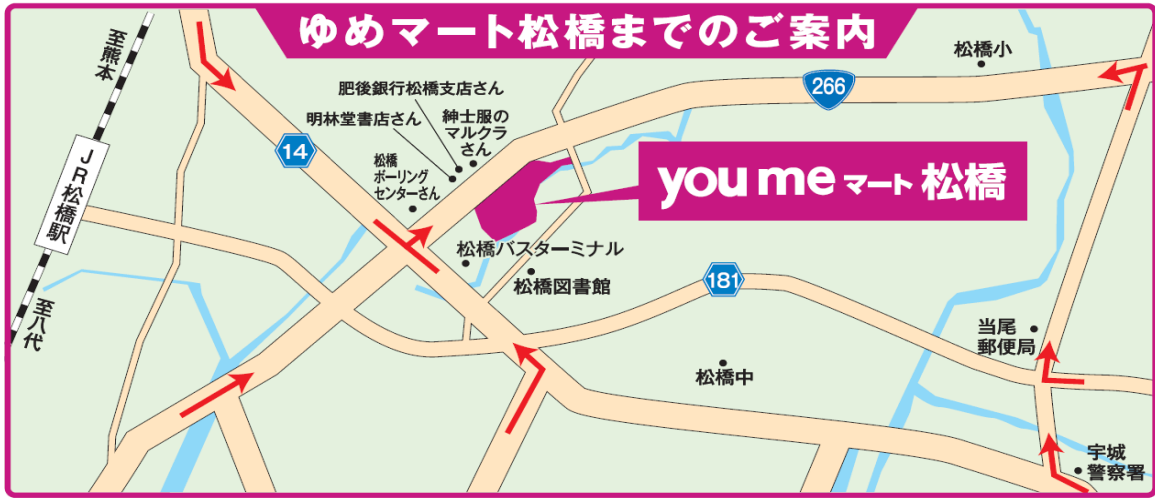 ゆめマート松橋までのご案内
至熊本
松橋小
266
肥後銀行松橋支店さん
明林堂書店さん
紳士服の
マルクラ
さん
14
松橋
ボーリング
センターさん
you me マート 松橋
JR松橋駅
松橋バスターミナル
松橋図書館
181
至八代
当尾
郵便局
松橋中
宇城
警察署